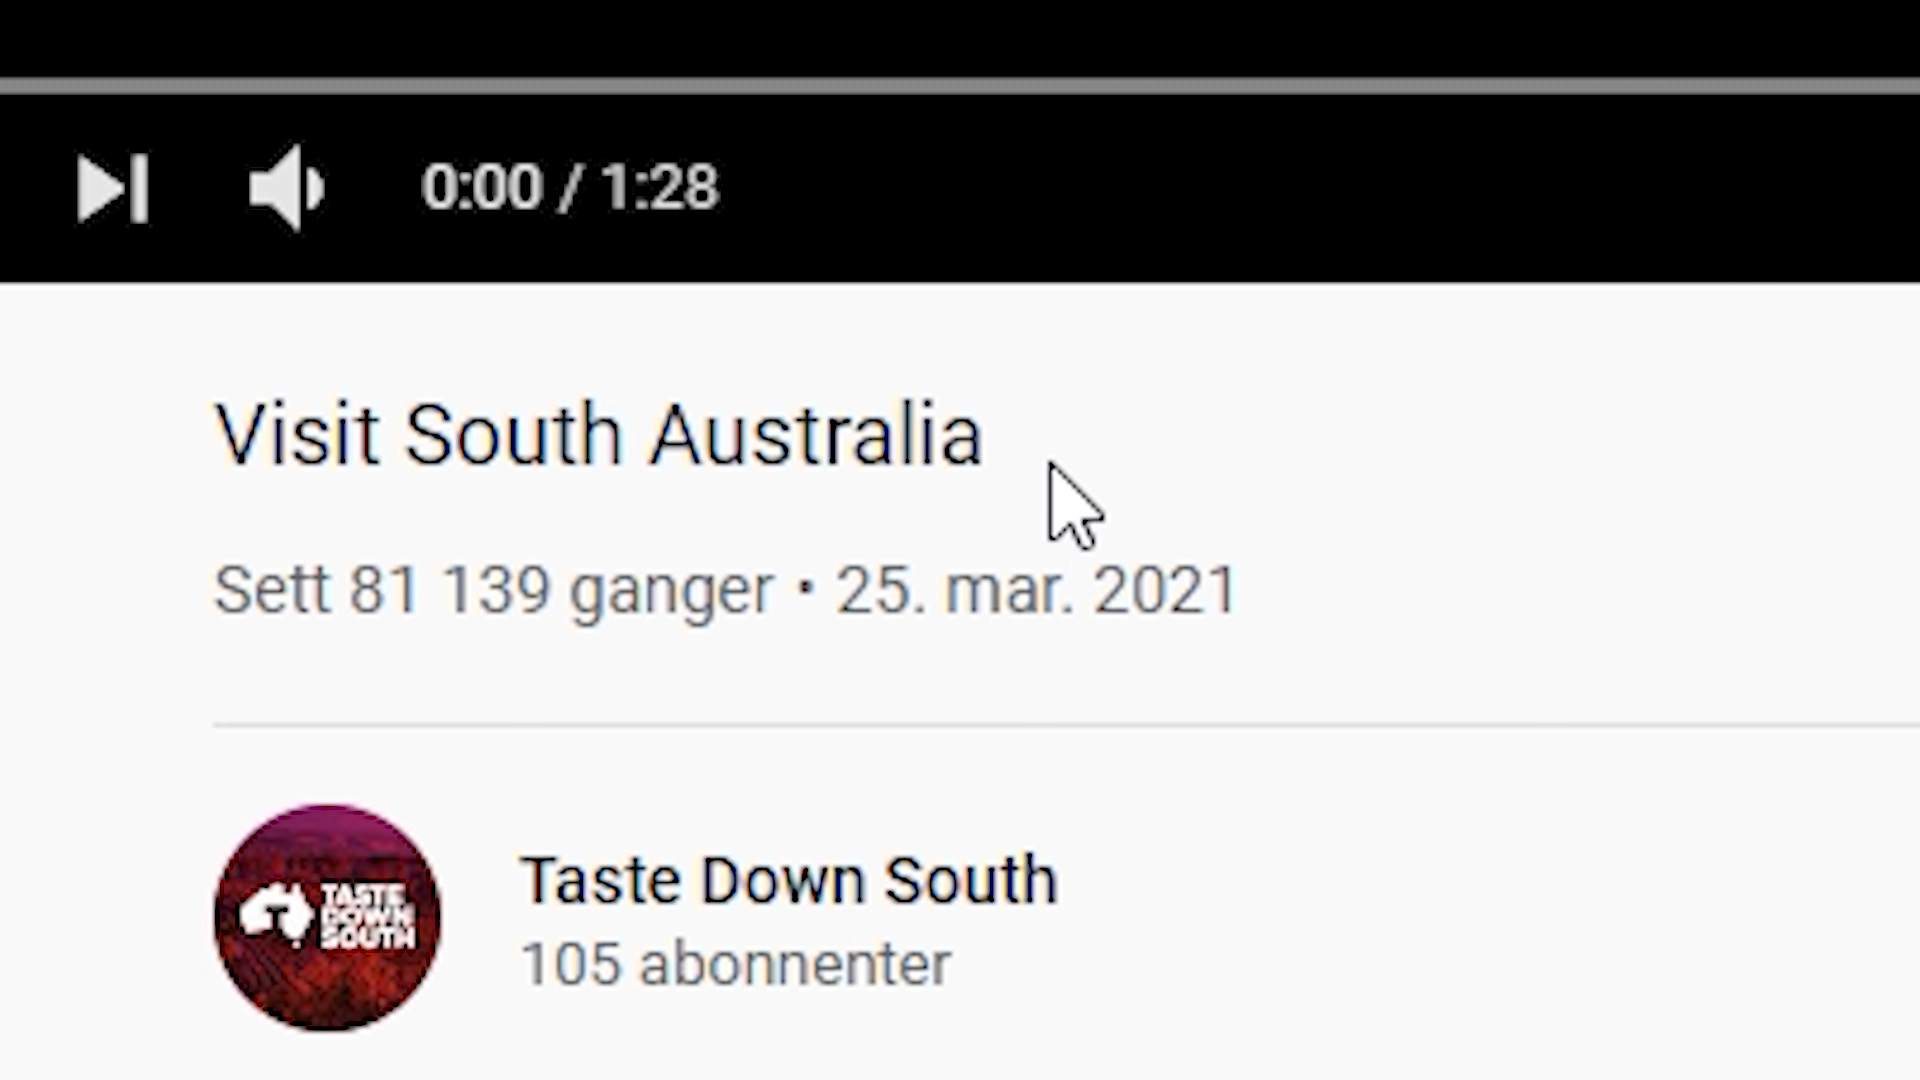 0:00 / 1:28
Visit South Australia
Sett 81 139 ganger • 25. mar. 2021
TASTE
DOWN
SOUTH
Taste Down South
105 abonnenter